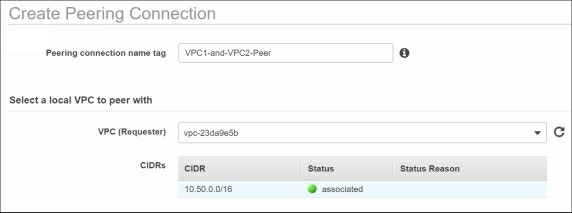 Create Peering Connection
Peering connection name tag VPC1-and-VPC2-Peer
Select a local VPC to peer with
VPC (Requester) vpc-23da9e5b
CIDRs CIDR Status Status Reason
10.50.0.0/16 associated